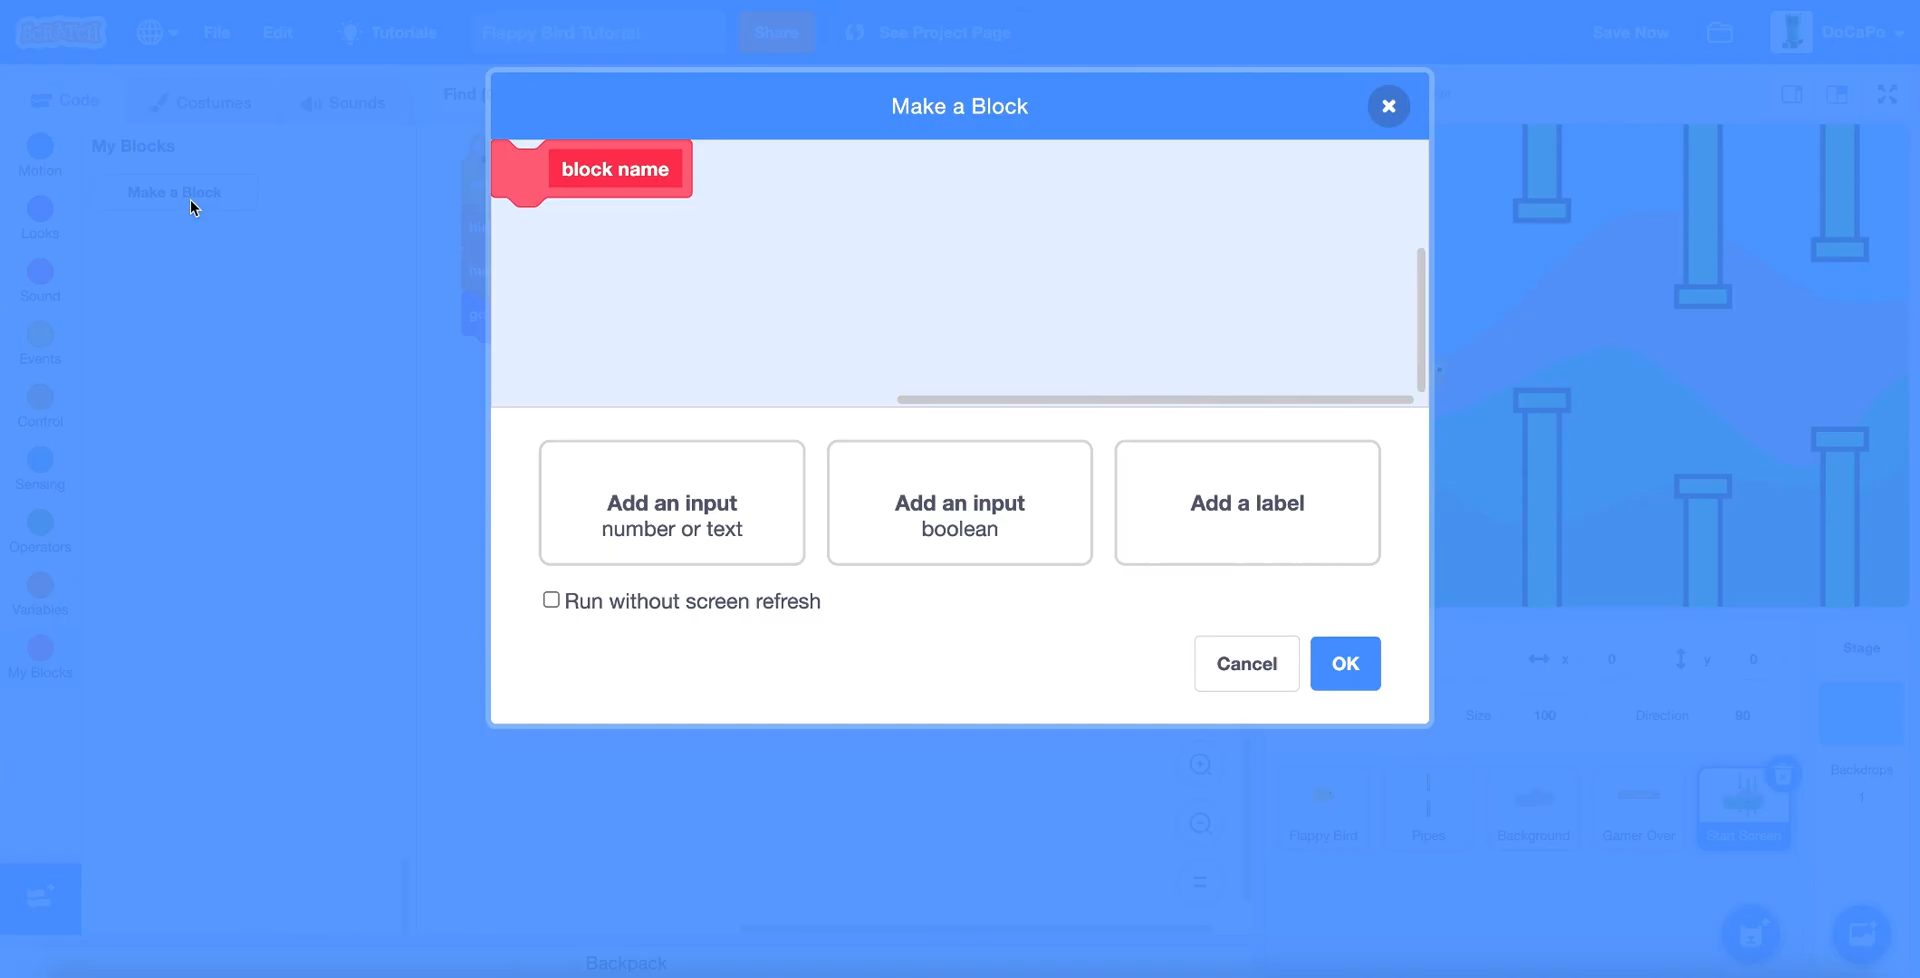 SCRATCH
File
Edit
Tutorials
Flappy Bird Tutorial
Share
See Project Page
Save Now
DoCaPo
Code
Costumes
Sounds
Find
Make a Block
My Blocks
Make a Block
block name
Motion
Looks
Sound
Events
Control
Sensing
Operators
Variables
My Blocks
Add an input
number or text
Add an input
boolean
Add a label
Run without screen refresh
Cancel
OK
x 0
y 0
Stage
Size 100
Direction 90
Backdrops
1
Flappy Bird
Pipes
Background
Gamer Over
Start Screen
Backpack